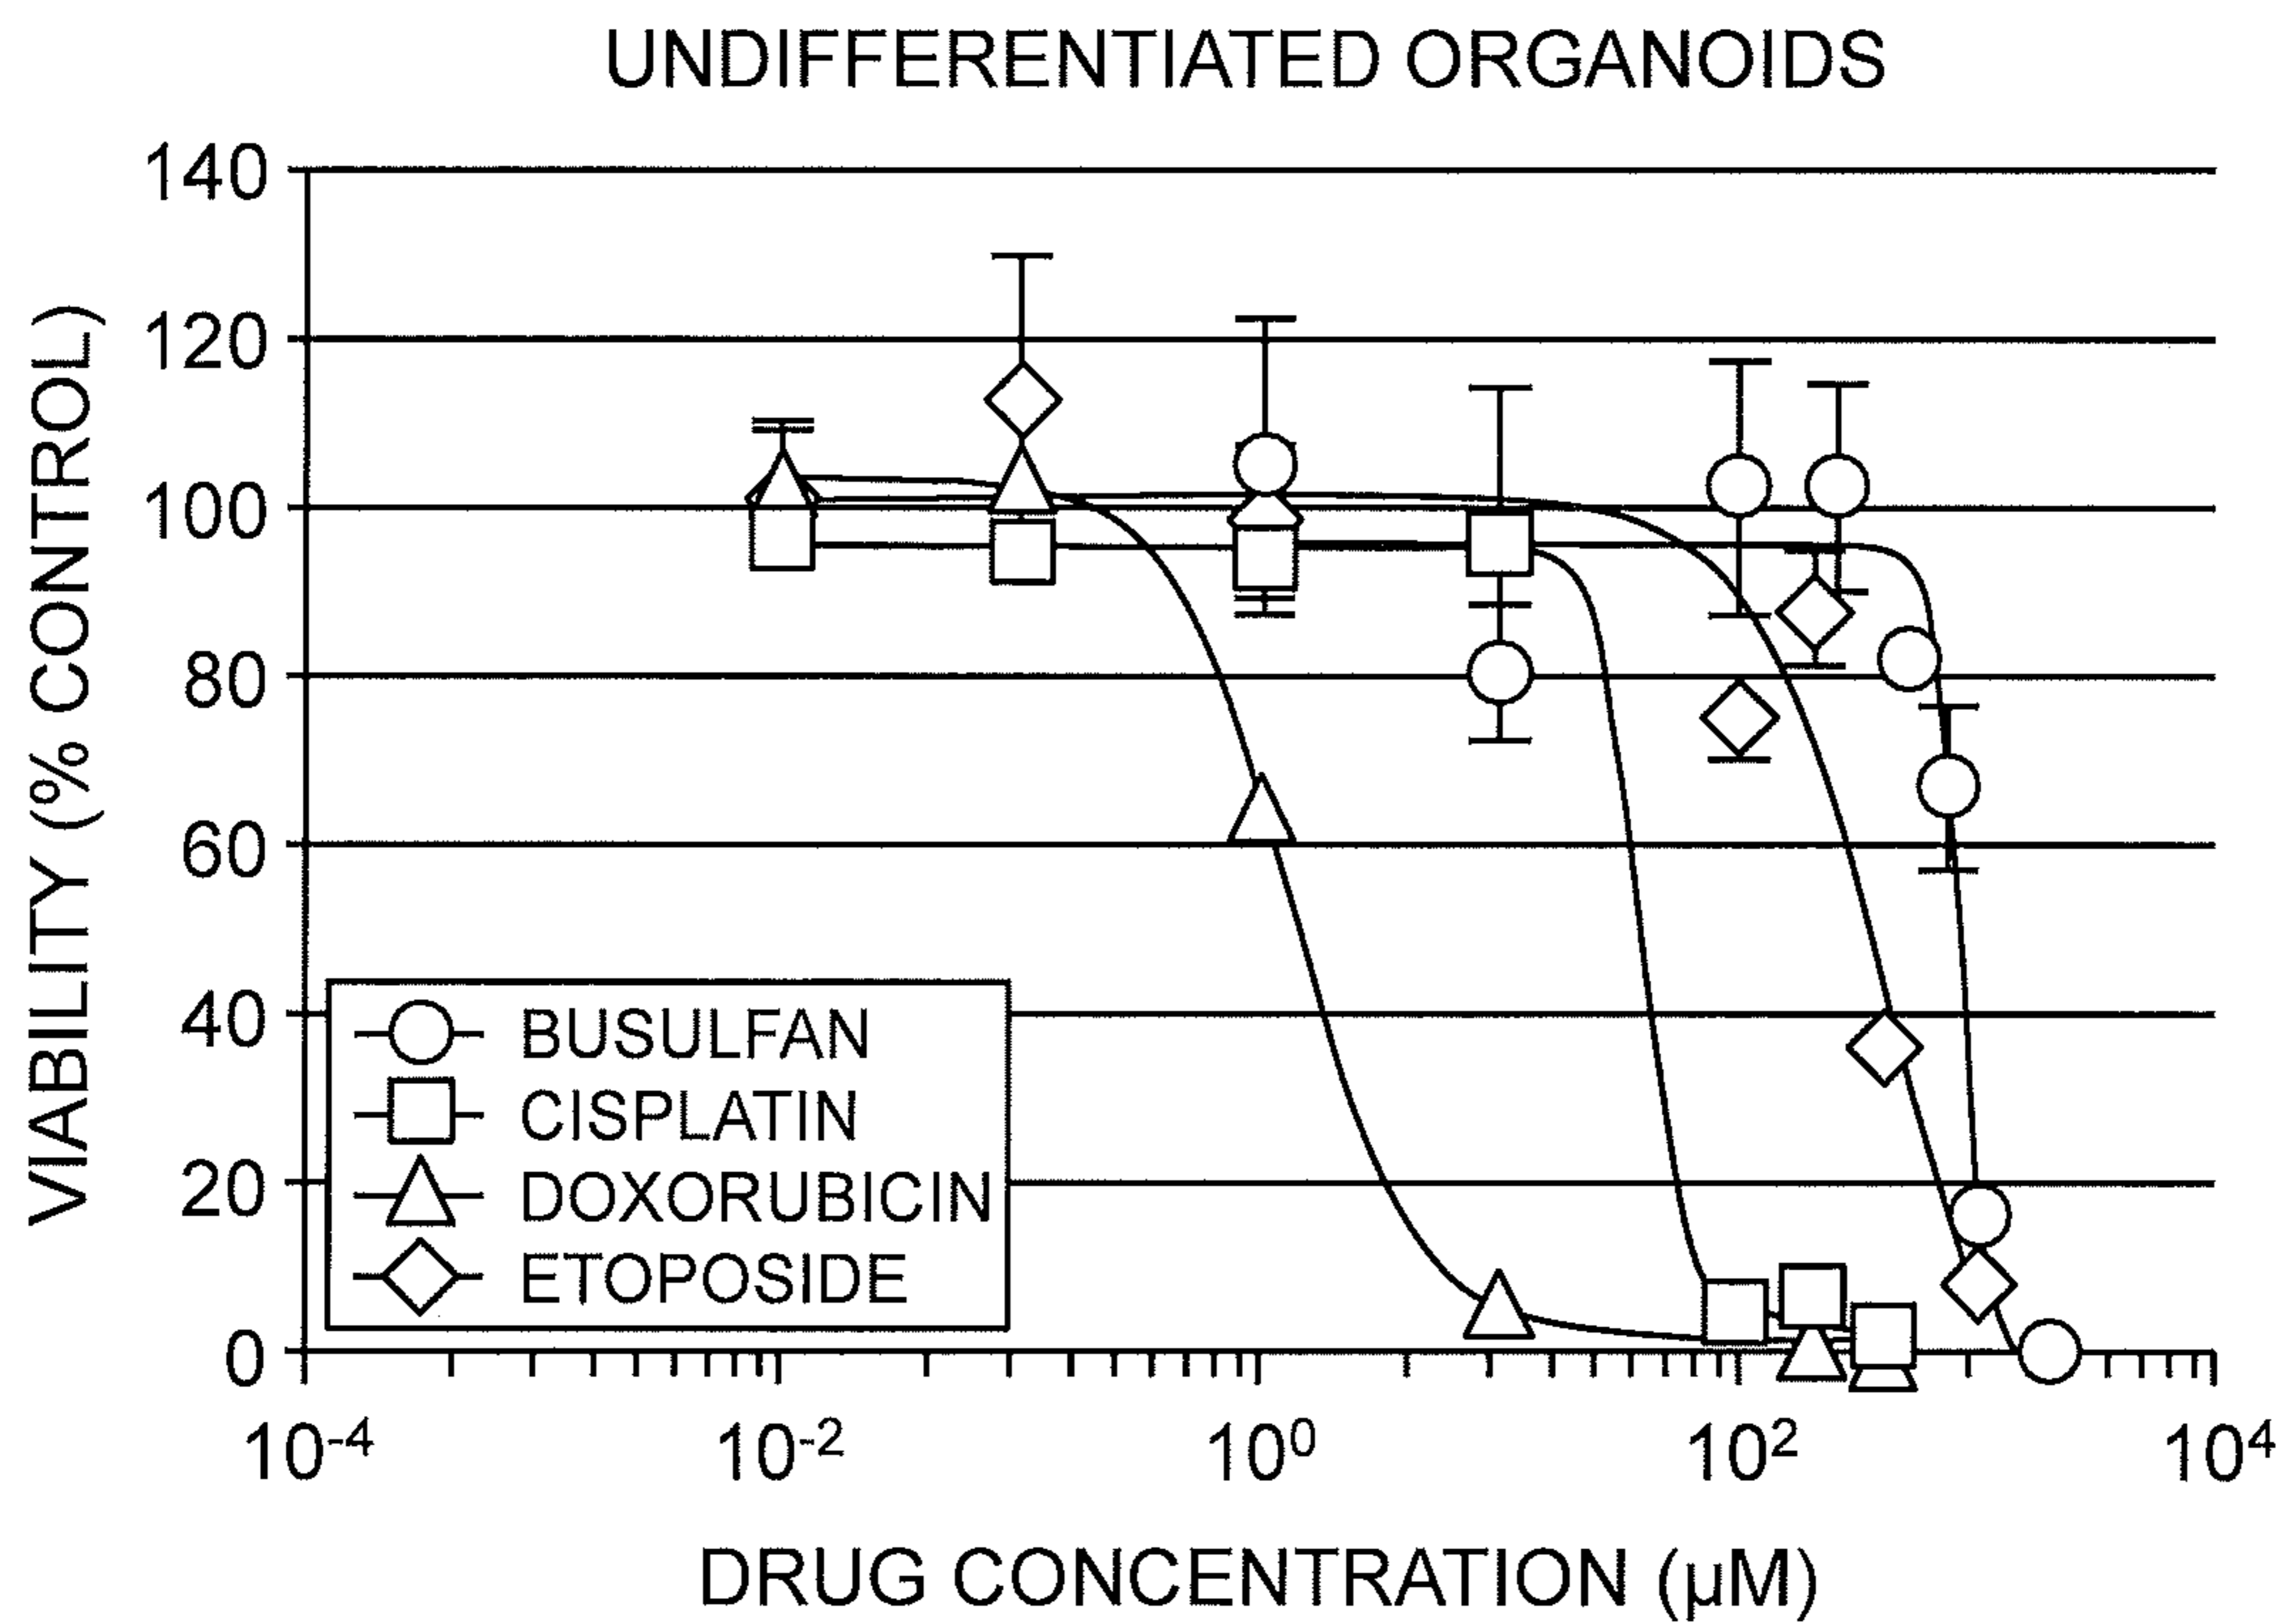 UNDIFFERENTIATED ORGANOIDS
VIABILITY (% CONTROL)
140
120
100
80
60
40
20
0
BUSULFAN
CISPLATIN
DOXORUBICIN
ETOPOSIDE
10⁻⁴ 10⁻² 10⁰ 10² 10⁴
DRUG CONCENTRATION (µM)